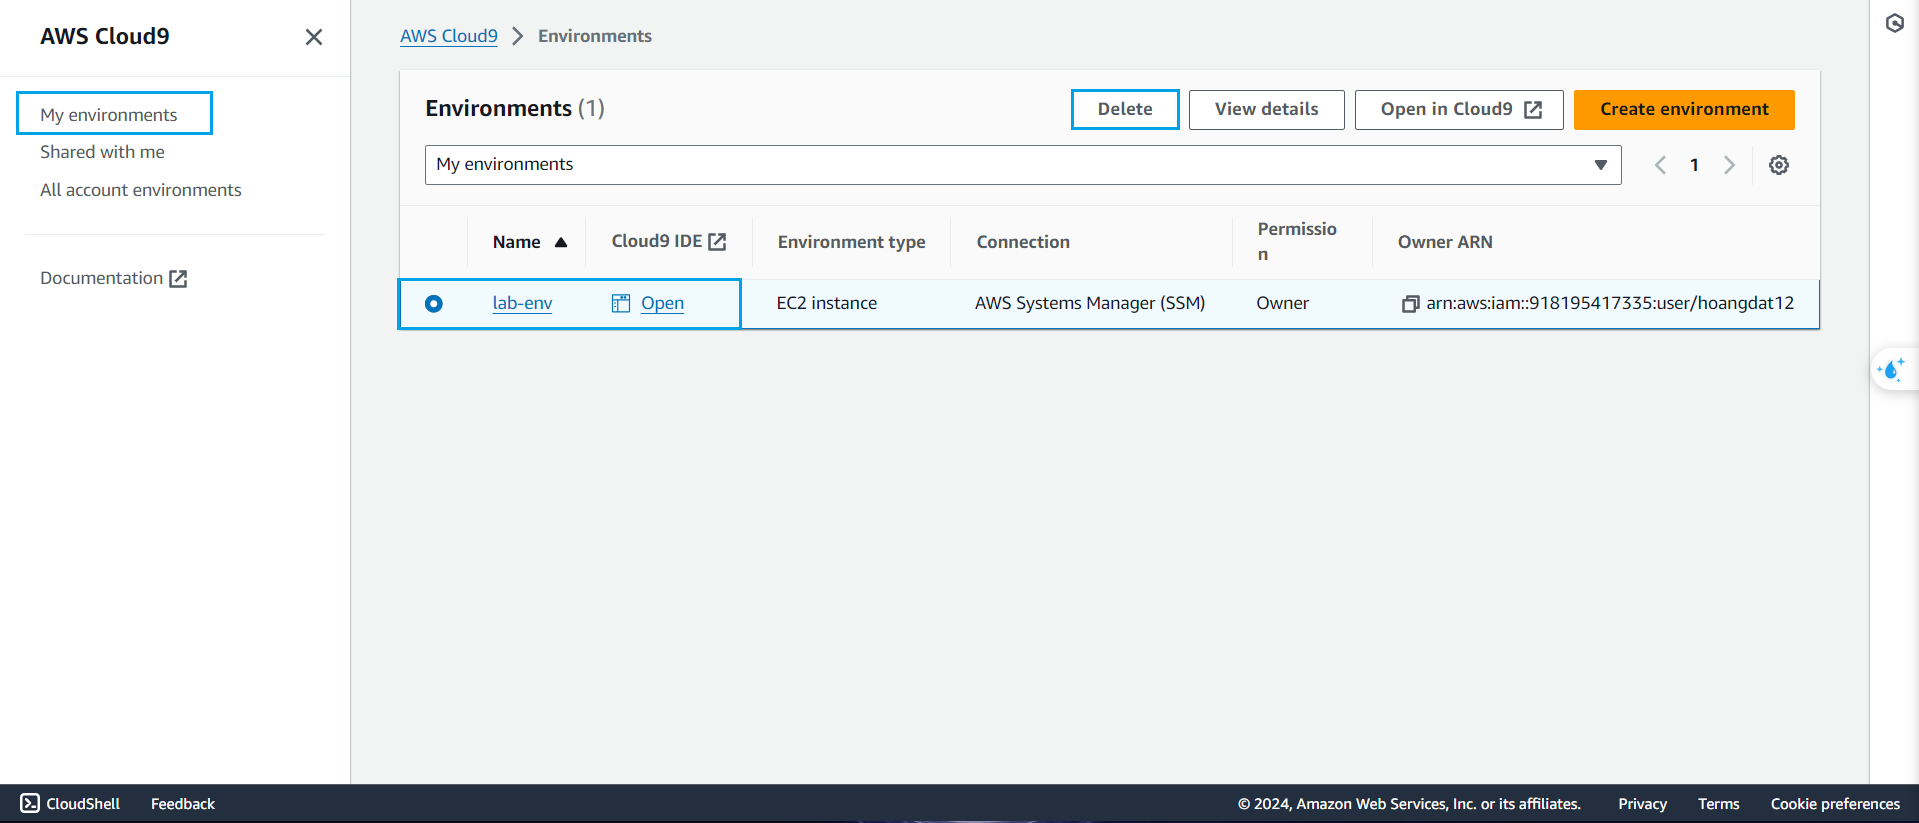 AWS Cloud9
My environments
Shared with me
All account environments
Documentation
AWS Cloud9 Environments
Environments (1)
Delete
View details
Open in Cloud9
Create environment
My environments
1
Name
Cloud9 IDE
Environment type
Connection
Permissio
n
Owner ARN
lab-env
Open
EC2 instance
AWS Systems Manager (SSM)
Owner
arn:aws:iam::918195417335:user/hoangdat12
CloudShell
Feedback
© 2024, Amazon Web Services, Inc. or its affiliates.
Privacy
Terms
Cookie preferences